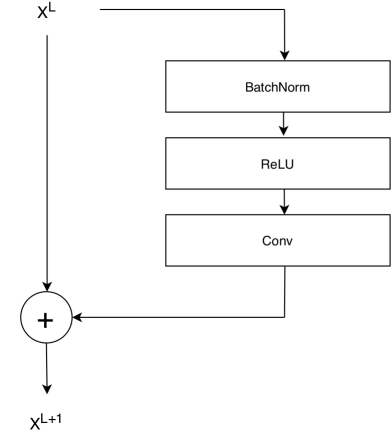 X^L
BatchNorm
ReLU
Conv
+
X^L+1